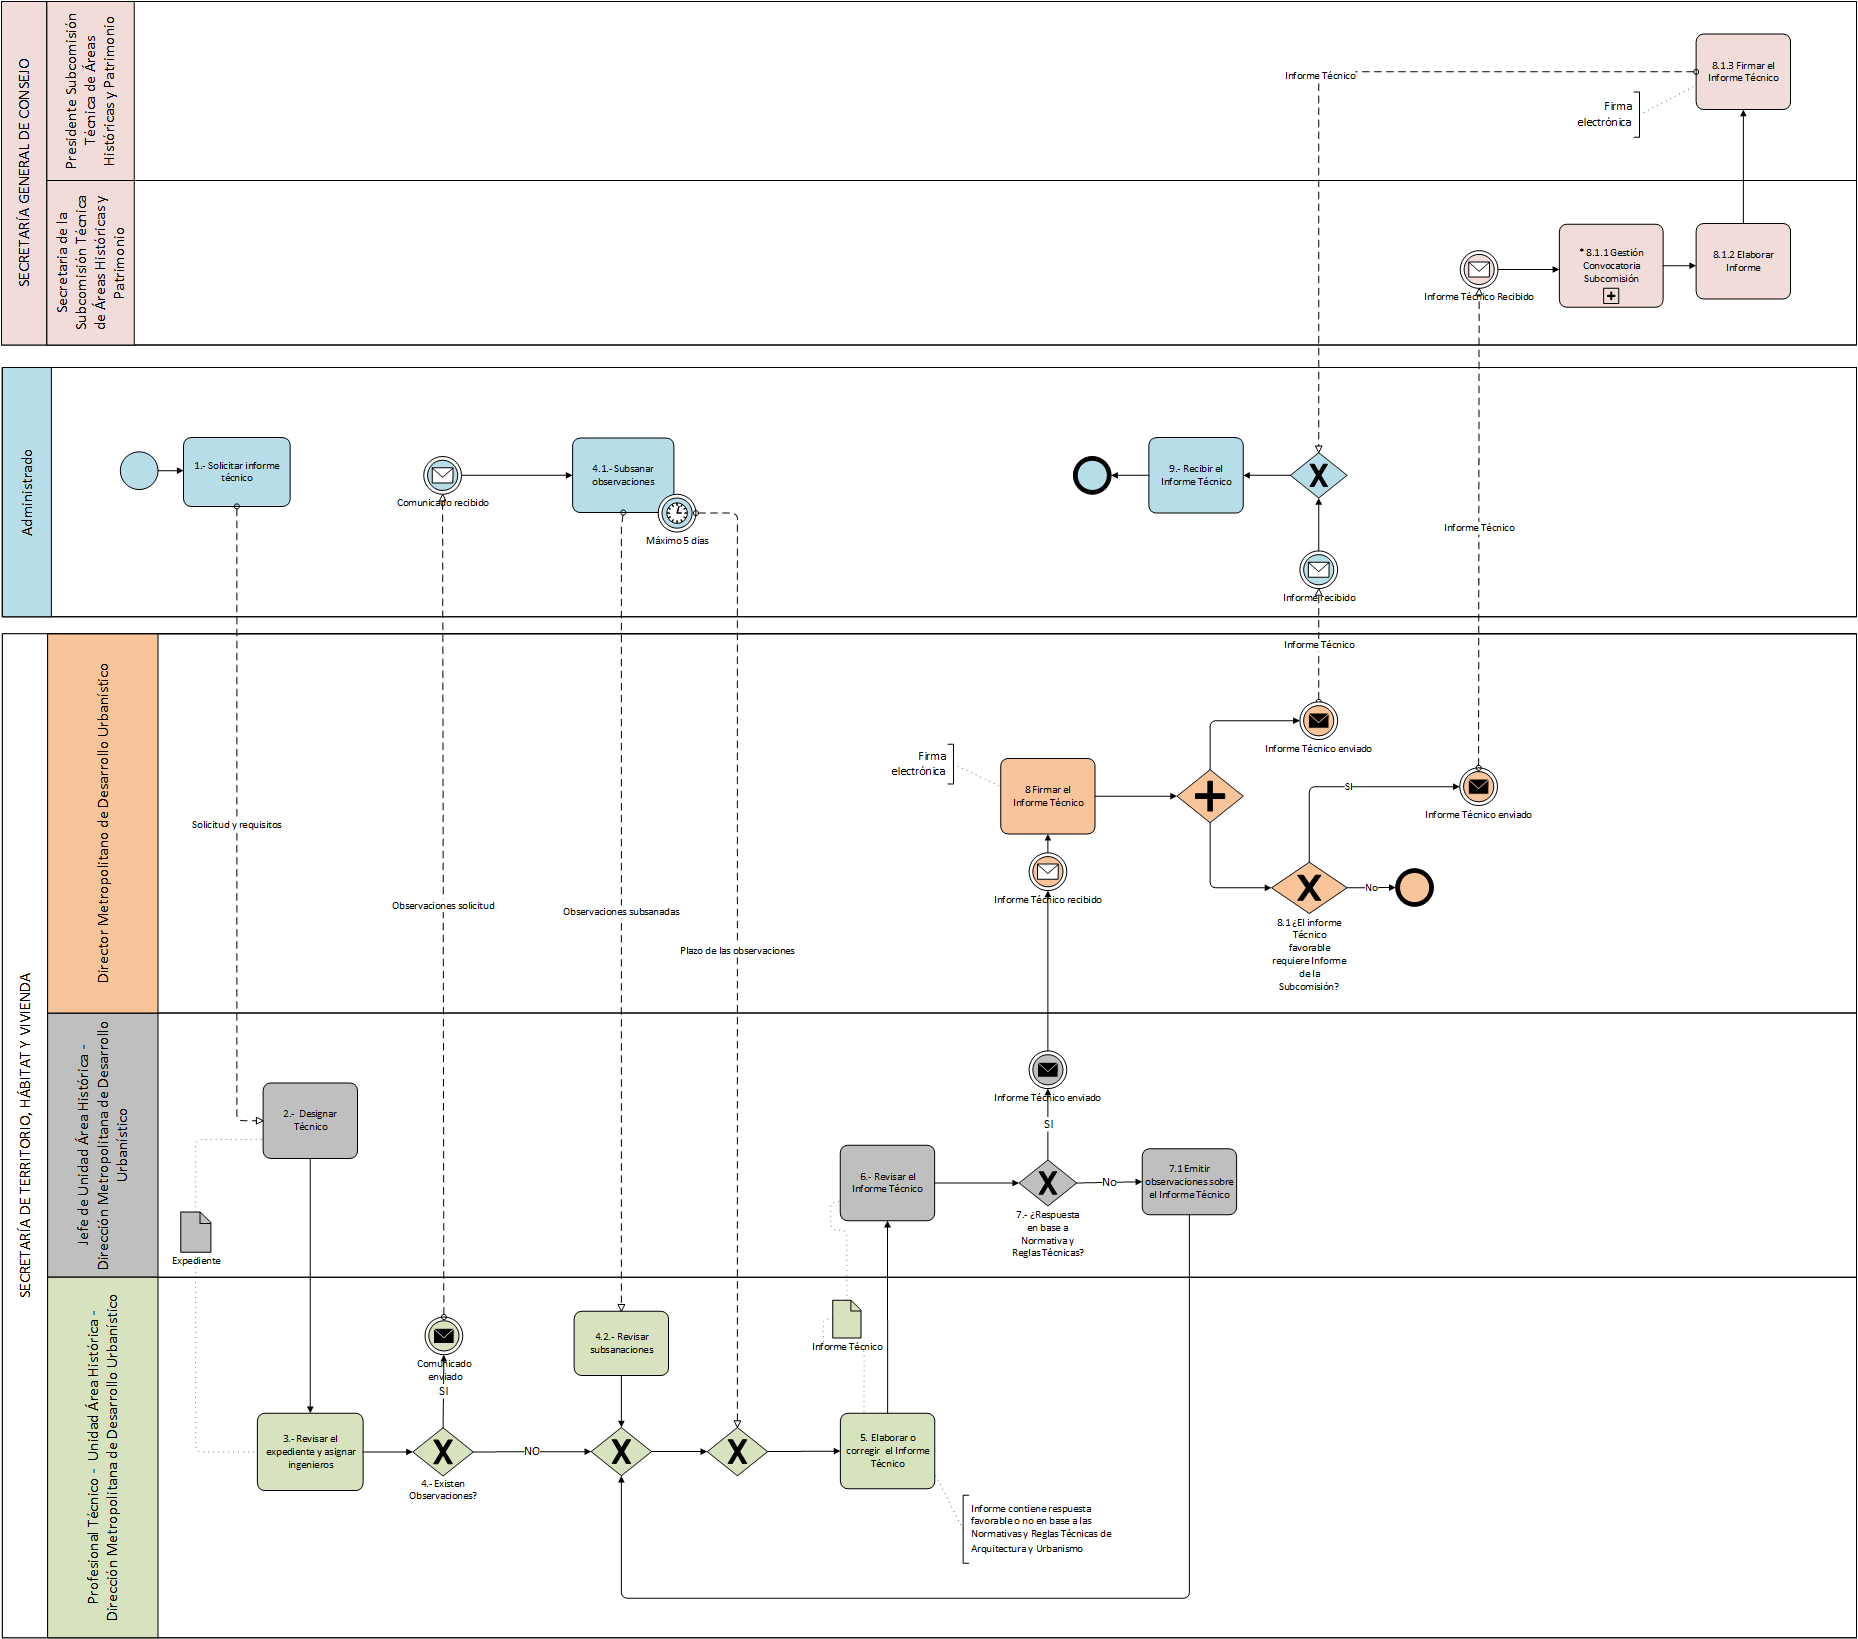 SECRETARÍA GENERAL DE CONSEJO
Presidente Subcomisión
Técnica de Áreas
Históricas y Patrimonio
Informe Técnico
8.1.3 Firmar el
Informe Técnico
Firma
electrónica
Secretaria de la
Subcomisión Técnica
de Áreas Históricas y
Patrimonio
* 8.1.1 Gestión
Convocatoria
Subcomisión
8.1.2 Elaborar
Informe
Informe Técnico Recibido
Administrado
1.- Solicitar informe
técnico
Comunicado recibido
4.1.- Subsanar
observaciones
Máximo 5 días
9.- Recibir el
Informe Técnico
Informe Técnico
Informe recibido
SECRETARÍA DE TERRITORIO, HÁBITAT Y VIVIENDA
Director Metropolitano de Desarrollo Urbanístico
Informe Técnico
Informe Técnico enviado
Firma
electrónica
8 Firmar el
Informe Técnico
SI
Informe Técnico enviado
Solicitud y requisitos
Informe Técnico recibido
No
Observaciones solicitud
Observaciones subsanadas
Plazo de las observaciones
8.1 ¿El informe
Técnico
favorable
requiere Informe
de la
Subcomisión?
Jefe de Unidad Área Histórica -
Dirección Metropolitana de Desarrollo
Urbanístico
2.- Designar
Técnico
Informe Técnico enviado
SI
6.- Revisar el
Informe Técnico
No
7.1 Emitir
observaciones sobre
el Informe Técnico
7.- ¿Respuesta
en base a
Normativa y
Reglas Técnicas?
Expediente
Profesional Técnico - Unidad Área Histórica -
Dirección Metropolitana de Desarrollo Urbanístico
Comunicado
enviado
SI
4.2.- Revisar
subsanaciones
Informe Técnico
3.- Revisar el
expediente y asignar
ingenieros
NO
4.- Existen
Observaciones?
5. Elaborar o
corregir el Informe
Técnico
Informe contiene respuesta
favorable o no en base a las
Normativas y Reglas Técnicas de
Arquitectura y Urbanismo